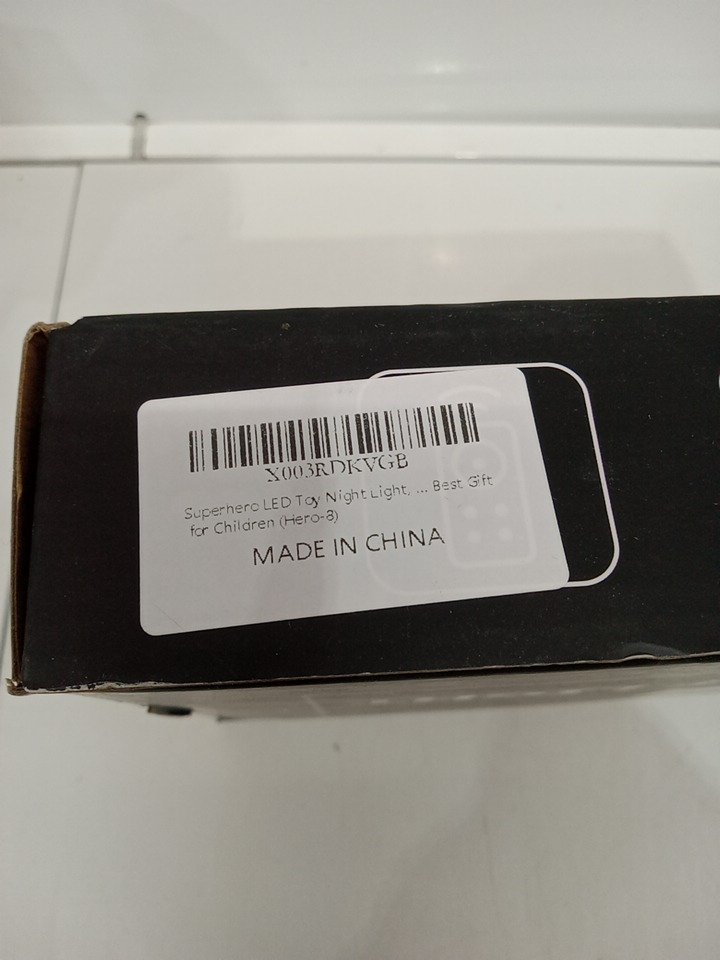 X003RDKVGB
Superhero LED Toy Night Light, ... Best Gift
for Children (Hero-8)
MADE IN CHINA